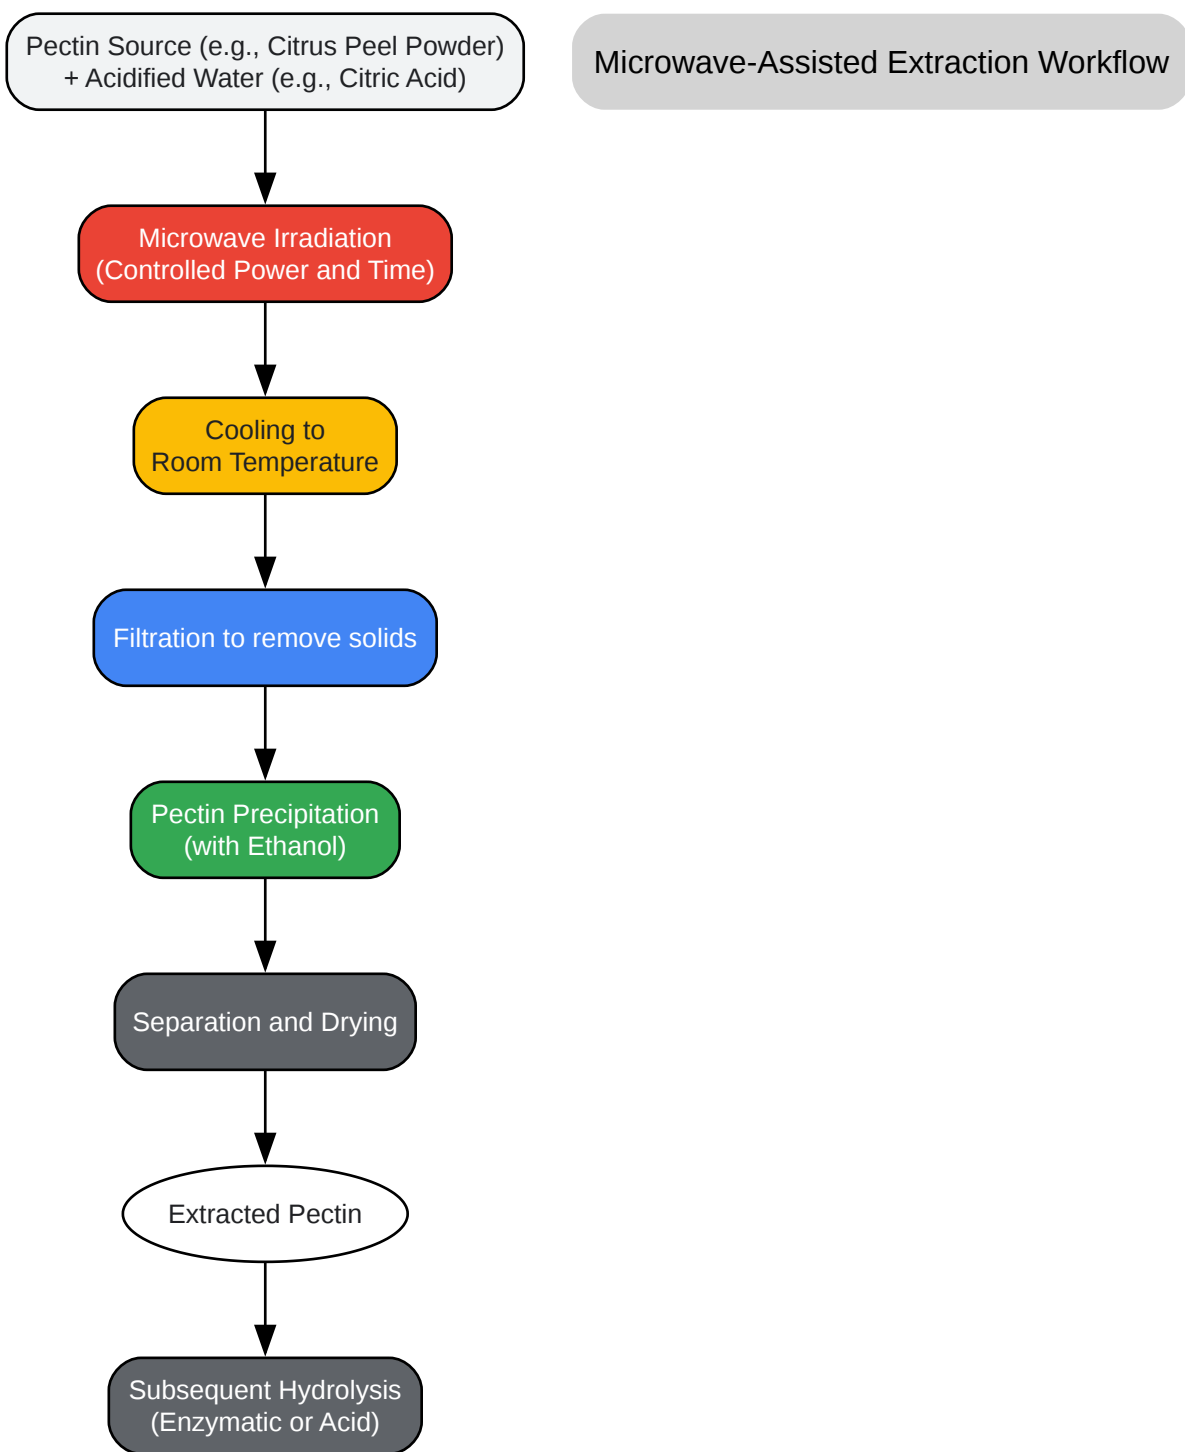 Pectin Source (e.g., Citrus Peel Powder)
+ Acidified Water (e.g., Citric Acid)
Microwave-Assisted Extraction Workflow
Microwave Irradiation
(Controlled Power and Time)
Cooling to
Room Temperature
Filtration to remove solids
Pectin Precipitation
(with Ethanol)
Separation and Drying
Extracted Pectin
Subsequent Hydrolysis
(Enzymatic or Acid)